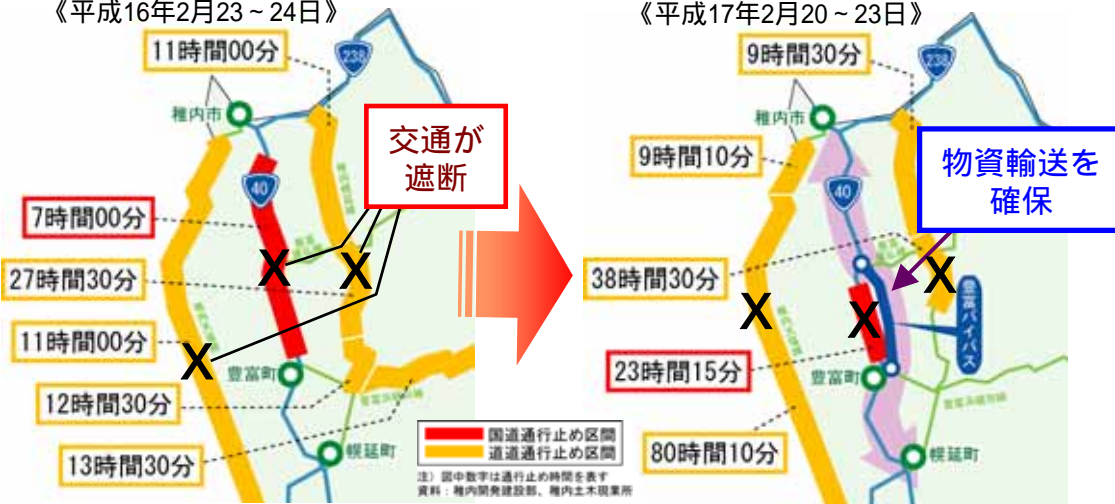 《平成16年2月23～24日》
11時間00分
238
稚内市
交通が
遮断
40
7時間00分
27時間30分
11時間00分
豊富町
12時間30分
13時間30分
幌延町
国道通行止め区間
道道通行止め区間
注）図中数字は通行止め時間を表す
資料：稚内開発建設部、稚内土木現業所
《平成17年2月20～23日》
9時間30分
238
稚内市
9時間10分
物資輸送を
確保
40
38時間30分
豊富バイパス
23時間15分
豊富町
80時間10分
幌延町